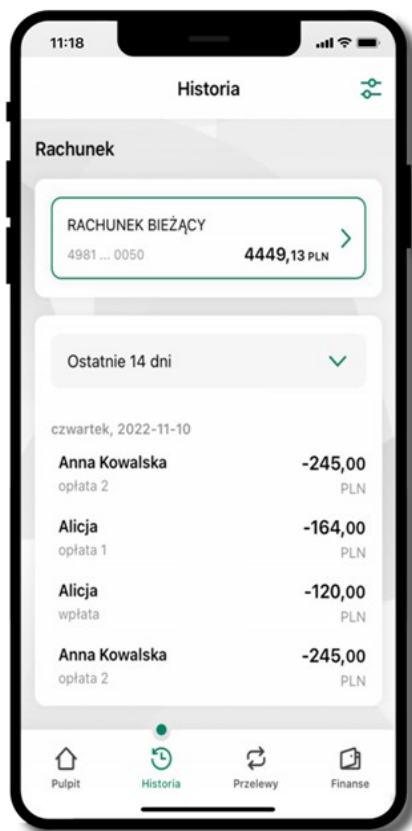 11:18
Historia
Rachunek
RACHUNEK BIEŻĄCY
4981 ... 0050
4449,13 PLN
Ostatnie 14 dni
czwartek, 2022-11-10
Anna Kowalska -245,00
opłata 2 PLN
Alicja -164,00
opłata 1 PLN
Alicja -120,00
wpłata PLN
Anna Kowalska -245,00
opłata 2 PLN
Pulpit Historia Przelewy Finanse